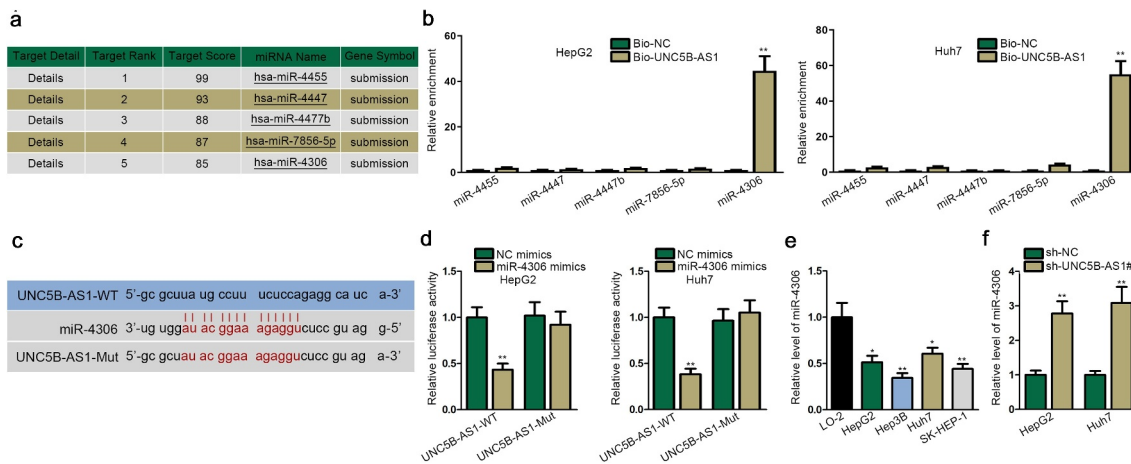 a
Target Detail Target Rank Target Score miRNA Name Gene Symbol
Details 1 99 hsa-miR-4455 submission
Details 2 93 hsa-miR-4447 submission
Details 3 88 hsa-miR-4477b submission
Details 4 87 hsa-miR-7856-5p submission
Details 5 85 hsa-miR-4306 submission
b
Relative enrichment
60
40
20
0
HepG2
Bio-NC
Bio-UNC5B-AS1
**
miR-4455 miR-4447 miR-4447b miR-7856-5p miR-4306
Relative enrichment
80
60
40
20
0
Huh7
Bio-NC
Bio-UNC5B-AS1
**
miR-4455 miR-4447 miR-4447b miR-7856-5p miR-4306
c
UNC5B-AS1-WT 5'-gc gcuua ug ccuu ucuccagagg ca uc a-3'
miR-4306 3'-ug uggau ac ggaa agaggucucc gu ag g-5'
UNC5B-AS1-Mut 5'-gc gcuau ac ggaa agaggucucc gu ag a-3'
d
NC mimics
miR-4306 mimics
HepG2
Relative luciferase activity
2.0
1.5
1.0
0.5
0.0
**
UNC5B-AS1-WT UNC5B-AS1-Mut
NC mimics
miR-4306 mimics
Huh7
Relative luciferase activity
2.0
1.5
1.0
0.5
0.0
**
UNC5B-AS1-WT UNC5B-AS1-Mut
e
Relative level of miR-4306
1.5
1.0
0.5
0.0
* ** * **
LO-2 HepG2 Hep3B Huh7 SK-HEP-1
f
sh-NC
sh-UNC5B-AS1#
Relative level of miR-4306
4
3
2
1
0
** **
HepG2 Huh7